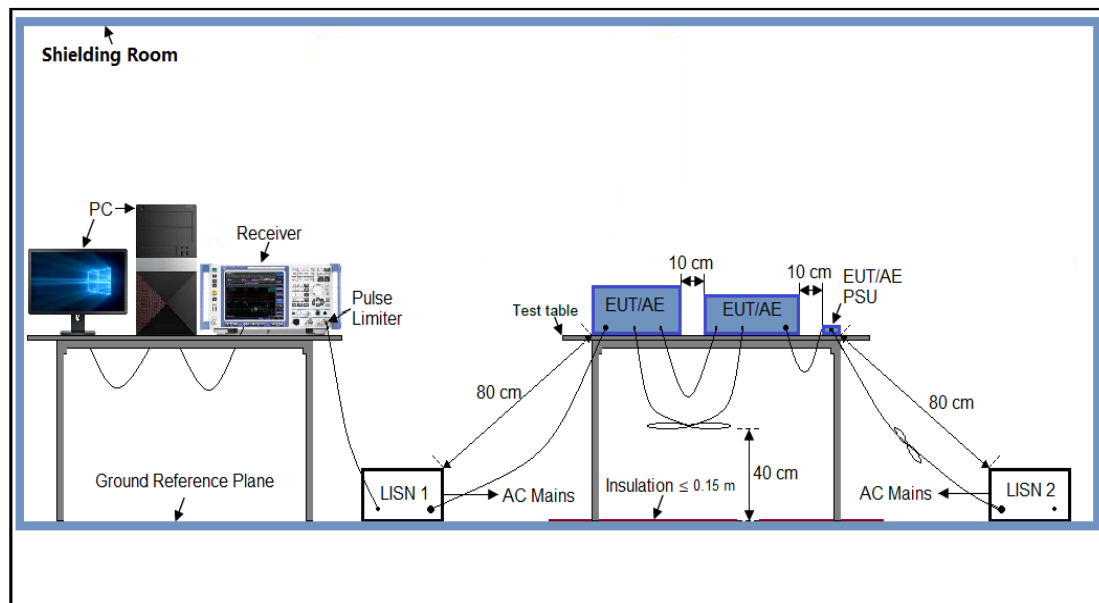 Shielding Room
PC
Receiver
Pulse
Limiter
Test table
EUT/AE
10 cm
EUT/AE
10 cm
EUT/AE
PSU
80 cm
80 cm
40 cm
Ground Reference Plane
LISN 1
AC Mains
Insulation ≤ 0.15 m
AC Mains
LISN 2